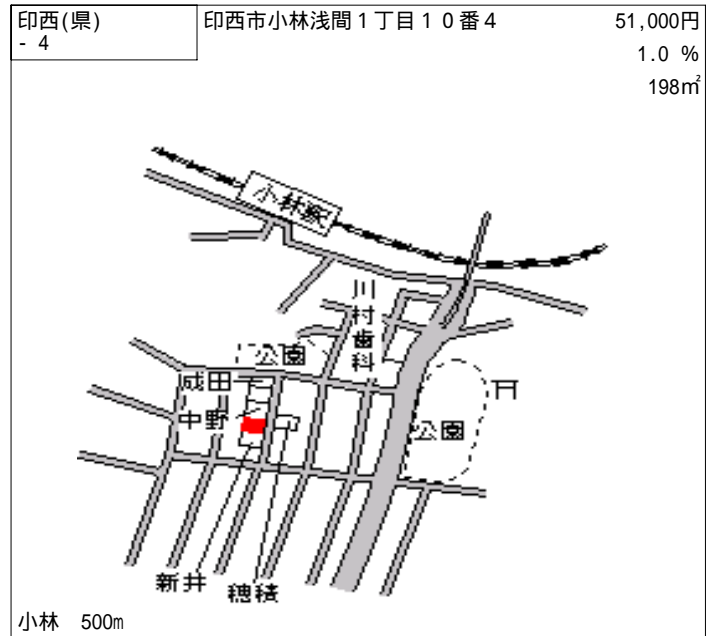 印西(県)
- 4
印西市小林浅間１丁目１０番４
51,000円
1.0 %
198㎡
小林駅
川村歯科
公園
成田
中野
公園
新井
穂積
小林 500m